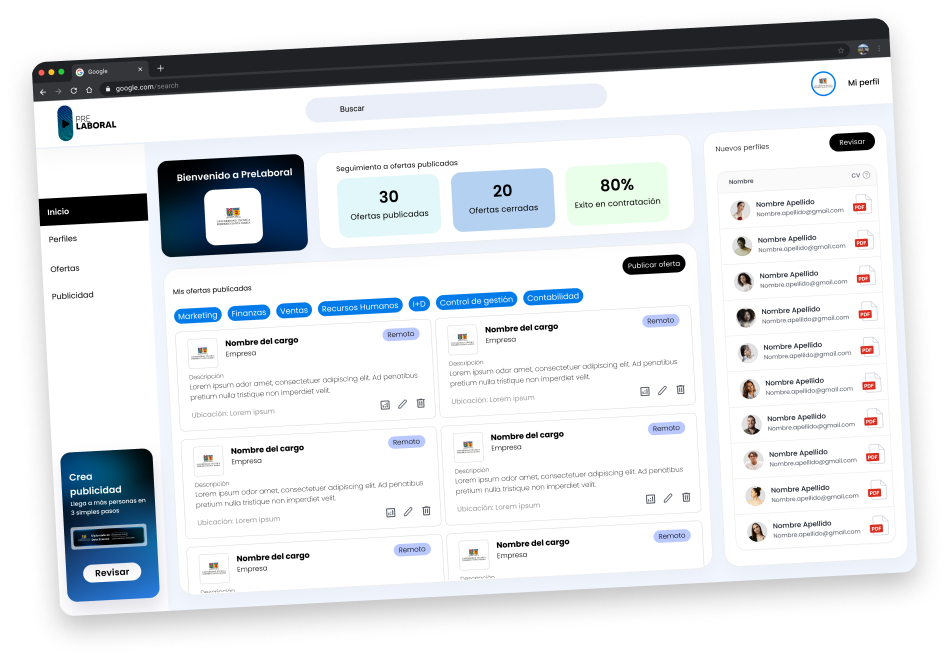 Google
google.com/search
PRE
LABORAL
Buscar
Mi perfil
Inicio
Perfiles
Ofertas
Publicidad
Crea
publicidad
Llega a más personas en
3 simples pasos
Revisar
Bienvenido a PreLaboral
Seguimiento a ofertas publicadas
30
Ofertas publicadas
20
Ofertas cerradas
80%
Exito en contratación
Mis ofertas publicadas
Publicar oferta
Marketing
Finanzas
Ventas
Recursos Humanos
I+D
Control de gestión
Contabilidad
Nombre del cargo
Empresa
Remoto
Descripción
Lorem ipsum odor amet, consectetuer adipiscing elit. Ad penatibus
pretium nulla tristique non imperdiet velit.
Ubicación: Lorem ipsum
Nombre del cargo
Empresa
Remoto
Descripción
Lorem ipsum odor amet, consectetuer adipiscing elit. Ad penatibus
pretium nulla tristique non imperdiet velit.
Ubicación: Lorem ipsum
Nombre del cargo
Empresa
Remoto
Descripción
Lorem ipsum odor amet, consectetuer adipiscing elit. Ad penatibus
pretium nulla tristique non imperdiet velit.
Ubicación: Lorem ipsum
Nombre del cargo
Empresa
Remoto
Descripción
Lorem ipsum odor amet, consectetuer adipiscing elit. Ad penatibus
pretium nulla tristique non imperdiet velit.
Ubicación: Lorem ipsum
Nombre del cargo
Empresa
Remoto
Descripción
Nombre del cargo
Empresa
Remoto
Descripción
Nuevos perfiles
Revisar
Nombre
CV
Nombre Apellido
Nombre.apellido@gmail.com
PDF
Nombre Apellido
Nombre.apellido@gmail.com
PDF
Nombre Apellido
Nombre.apellido@gmail.com
PDF
Nombre Apellido
Nombre.apellido@gmail.com
PDF
Nombre Apellido
Nombre.apellido@gmail.com
PDF
Nombre Apellido
Nombre.apellido@gmail.com
PDF
Nombre Apellido
Nombre.apellido@gmail.com
PDF
Nombre Apellido
Nombre.apellido@gmail.com
PDF
Nombre Apellido
Nombre.apellido@gmail.com
PDF
Nombre Apellido
Nombre.apellido@gmail.com
PDF